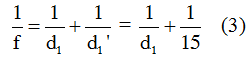 1/f = 1/d₁ + 1/d₁' = 1/d₁ + 1/15 (3)